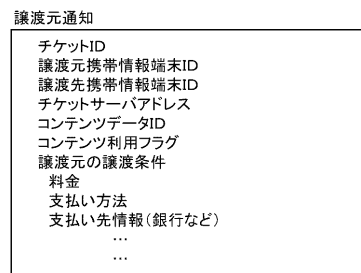 譲渡元通知
チケットID
譲渡元携帯情報端末ID
譲渡先携帯情報端末ID
チケットサーバアドレス
コンテンツデータID
コンテンツ利用フラグ
譲渡元の譲渡条件
料金
支払い方法
支払い先情報(銀行など)
…
…